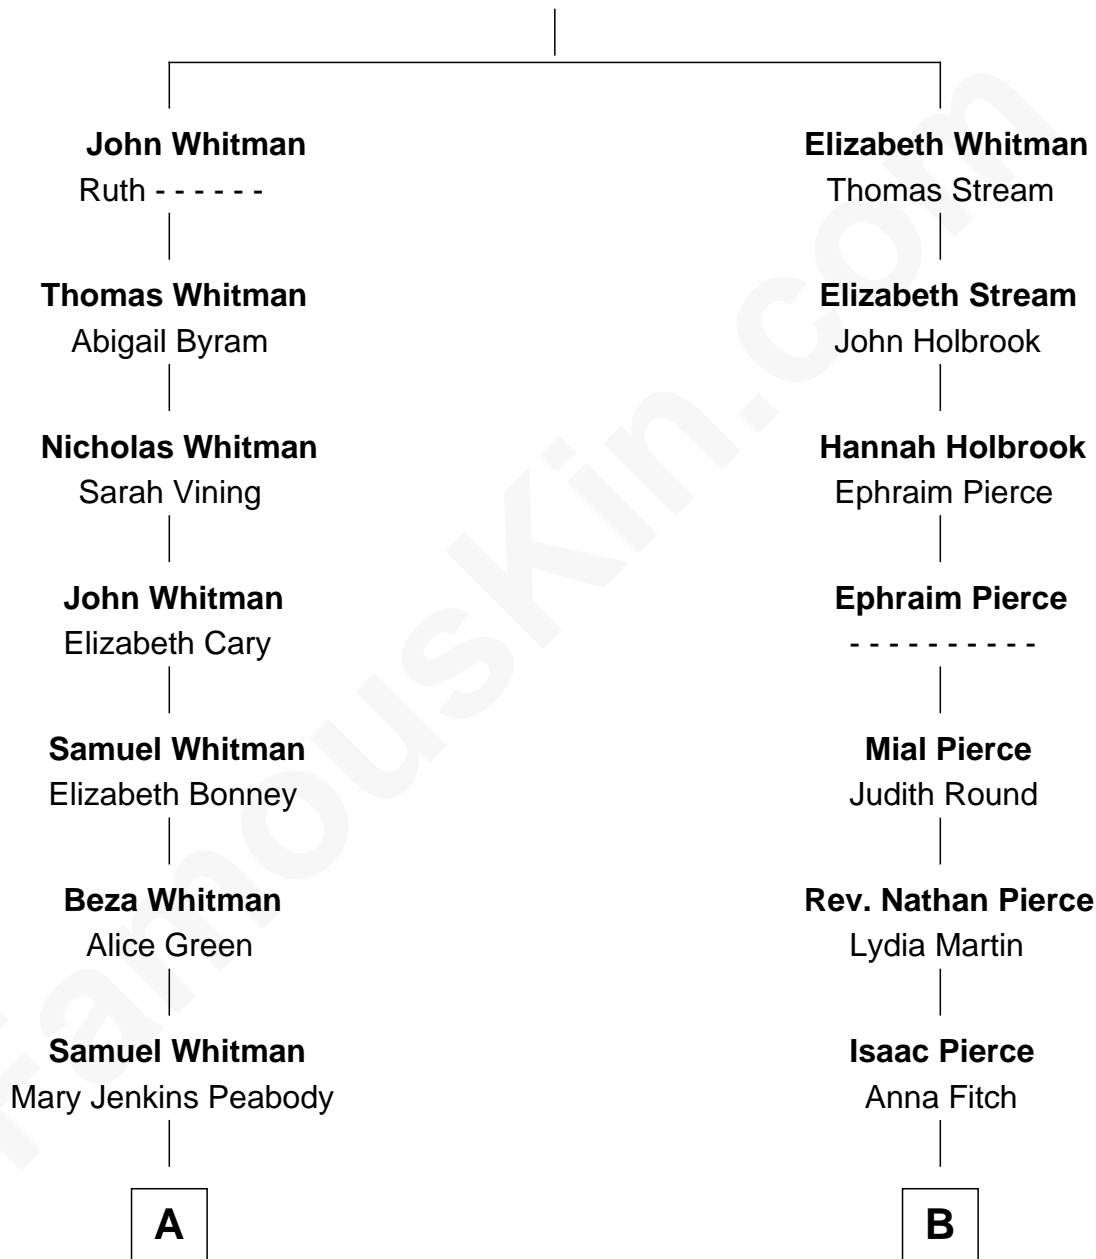 John Whitman
Ruth - - - - - -
Elizabeth Whitman
Thomas Stream
Thomas Whitman
Abigail Byram
Elizabeth Stream
John Holbrook
Nicholas Whitman
Sarah Vining
Hannah Holbrook
Ephraim Pierce
John Whitman
Elizabeth Cary
Ephraim Pierce
- - - - - - - - - -
Samuel Whitman
Elizabeth Bonney
Mial Pierce
Judith Round
Beza Whitman
Alice Green
Rev. Nathan Pierce
Lydia Martin
Samuel Whitman
Mary Jenkins Peabody
Isaac Pierce
Anna Fitch
A
B
FamousKin.com